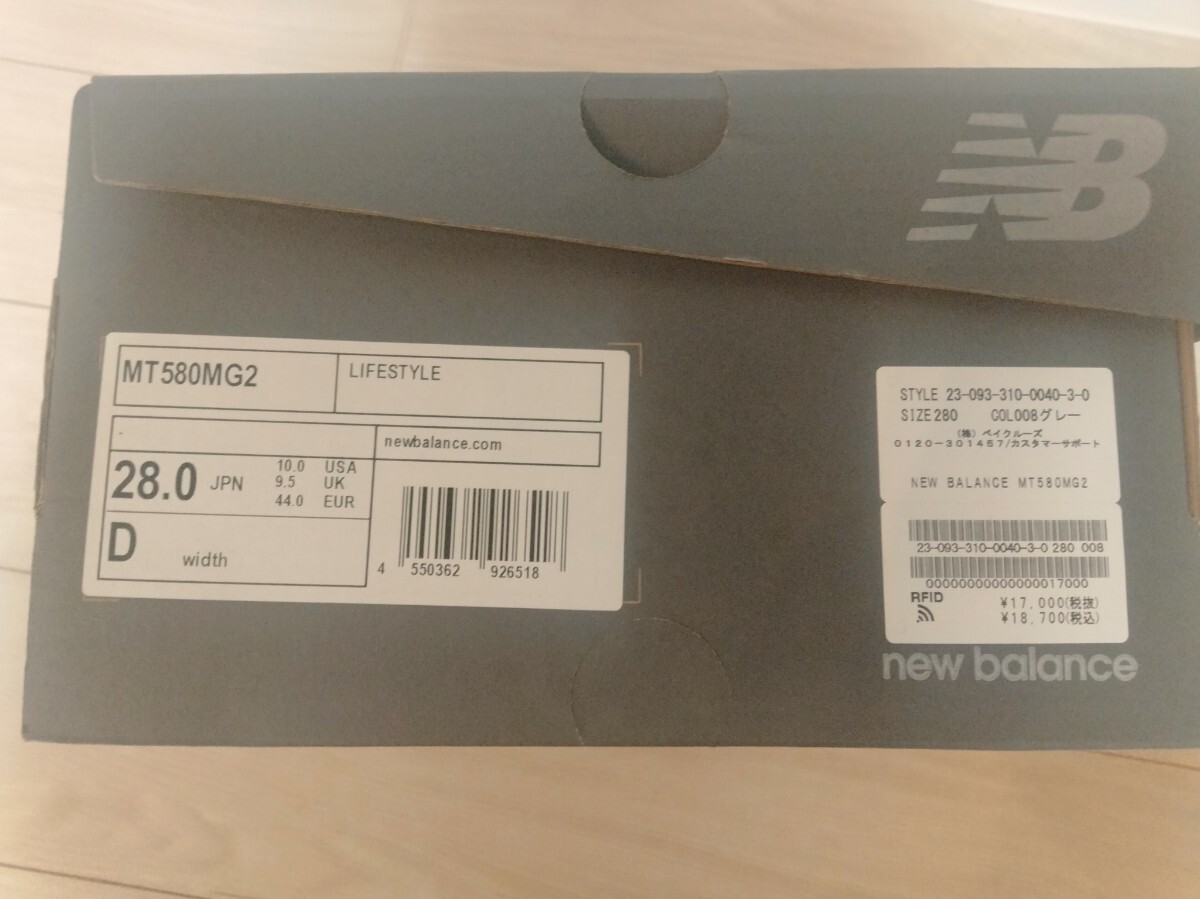 NB
MT580MG2
LIFESTYLE
-
newbalance.com
28.0 JPN
10.0 USA
9.5 UK
44.0 EUR
D width
4 550362 926518
STYLE 23-093-310-0040-3-0
SIZE280 COL008グレー
(株) ベイクルーズ
0120-301457/カスタマーサポート
NEW BALANCE MT580MG2
23-093-310-0040-3-0 280 008
00000000000000017000
RFID
¥17,000(税抜)
¥18,700(税込)
new balance